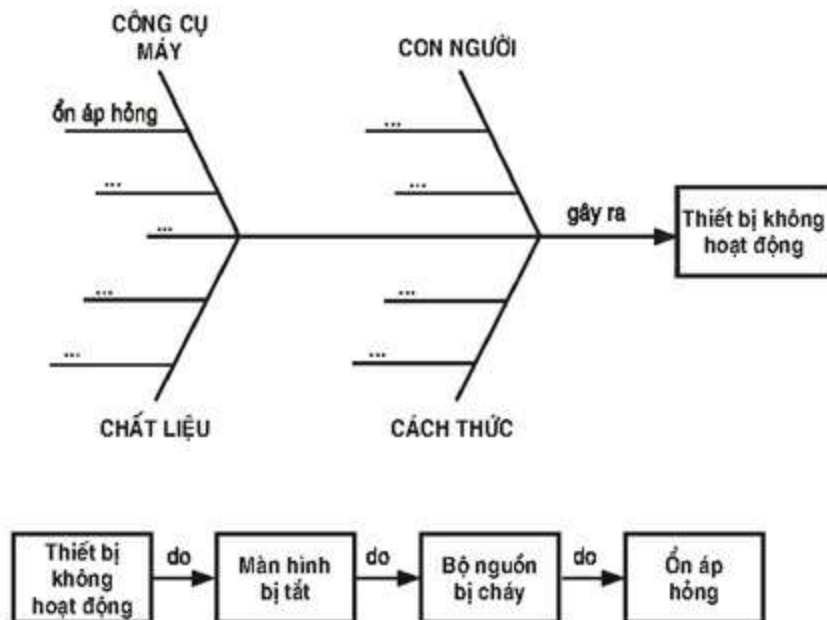 CÔNG CỤ
MÁY
CON NGƯỜI
ổn áp hỏng
...
...
...
...
gây ra
Thiết bị không
hoạt động
...
...
...
...
CHẤT LIỆU
CÁCH THỨC
Thiết bị
không
hoạt động
do
Màn hình
bị tắt
do
Bộ nguồn
bị cháy
do
Ổn áp
hỏng